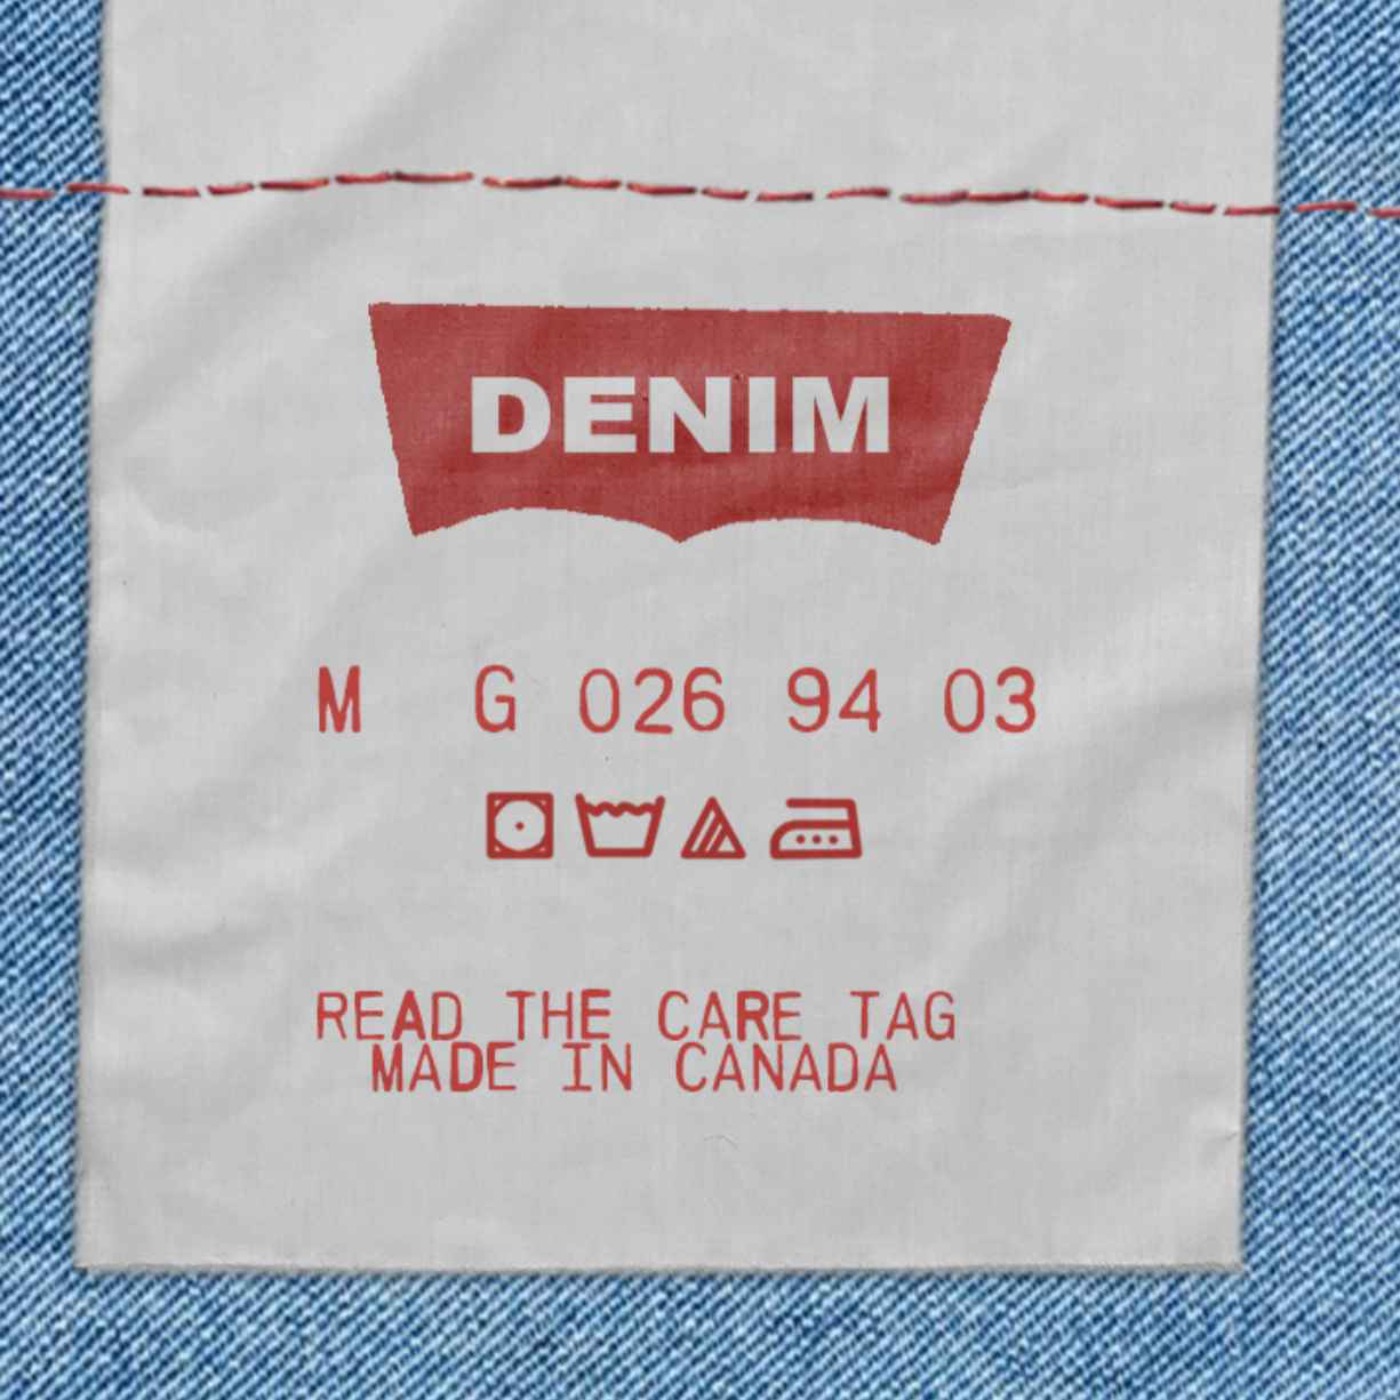 DENIM
M G 026 94 03
READ THE CARE TAG
MADE IN CANADA